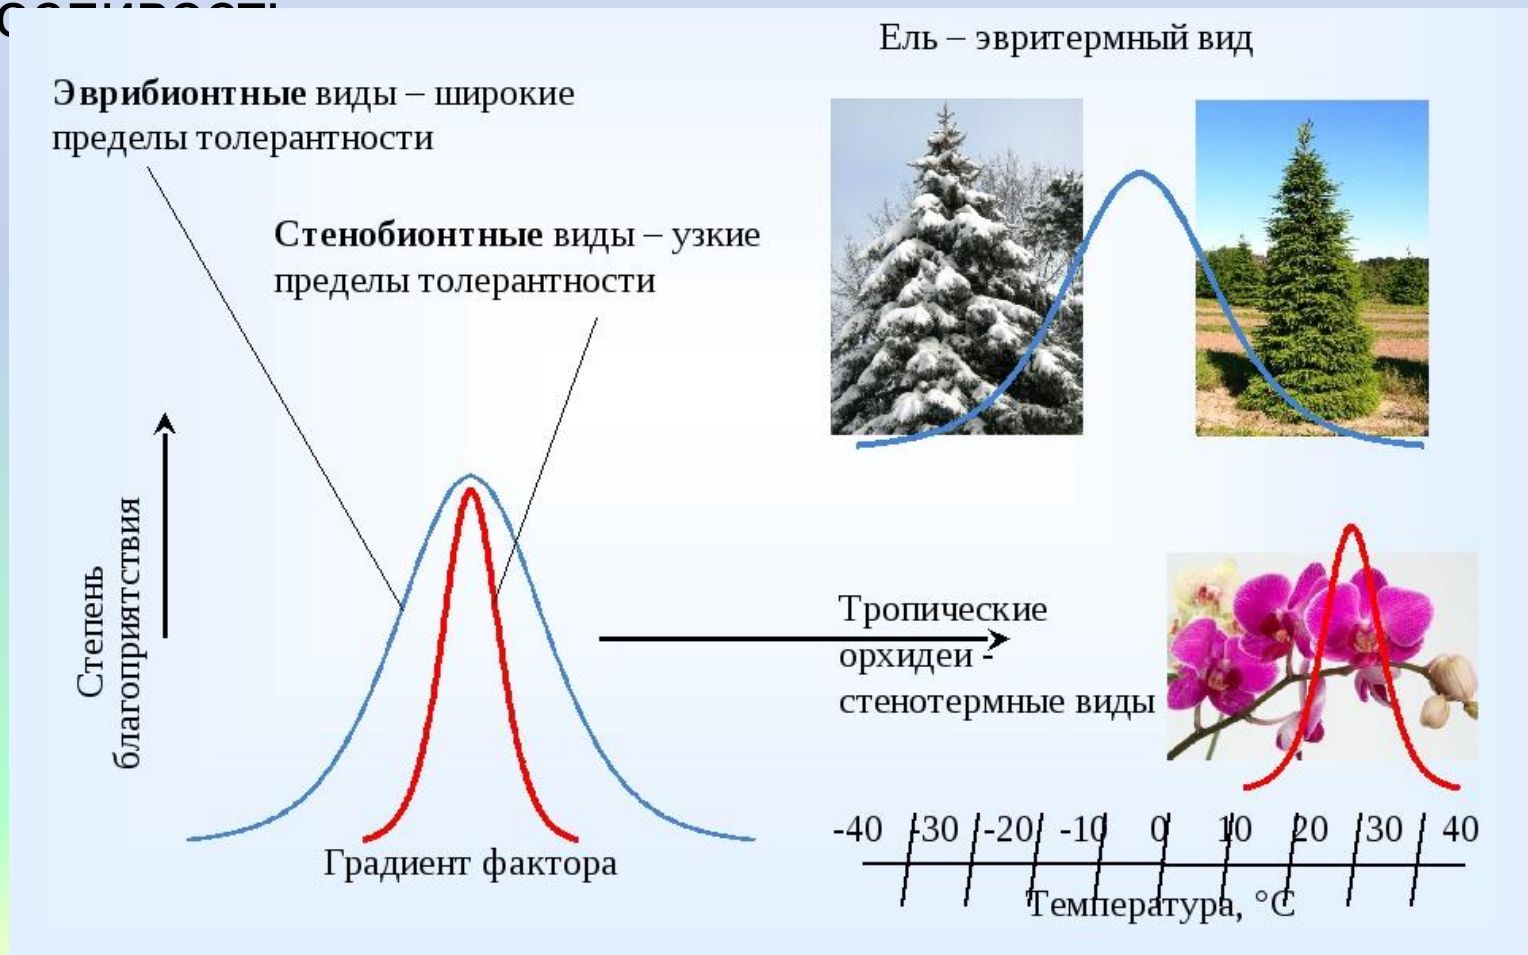 Ель – эвритермный вид
Эврибионтные виды – широкие
пределы толерантности
Стенобионтные виды – узкие
пределы толерантности
Степень
благоприятствия
Градиент фактора
Тропические
орхидеи -
стенотермные виды
-40 -30 -20 -10 0 10 20 30 40
Температура, °C